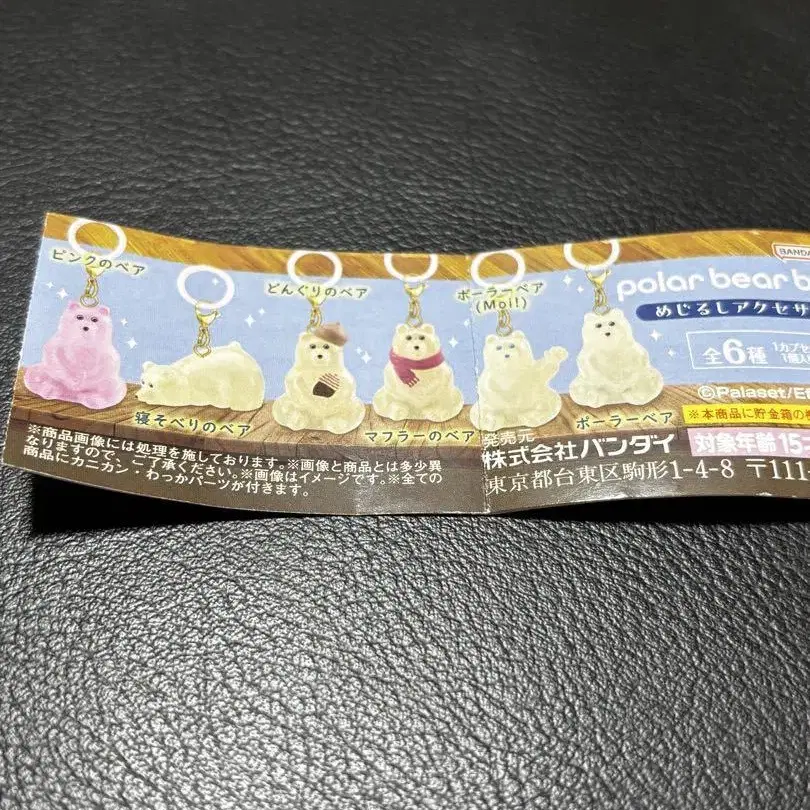 ピンクのベア
寝そべりのベア
どんぐりのベア
マフラーのベア
ポーラーベア
(Moi!)
ポーラーベア
BANDA
polar bear b
めじるしアクセサ
全6種
1カプセ
1個入
©Palaset/E
※本商品に貯金箱の
対象年齢15
※商品画像には処理を施しております。※画像と商品とは多少異
なりますので、ご了承ください。※画像はイメージです。※全ての
商品にカニカン・わっかパーツが付きます。
発売元
株式会社バンダイ
東京都台東区駒形1-4-8 〒111-